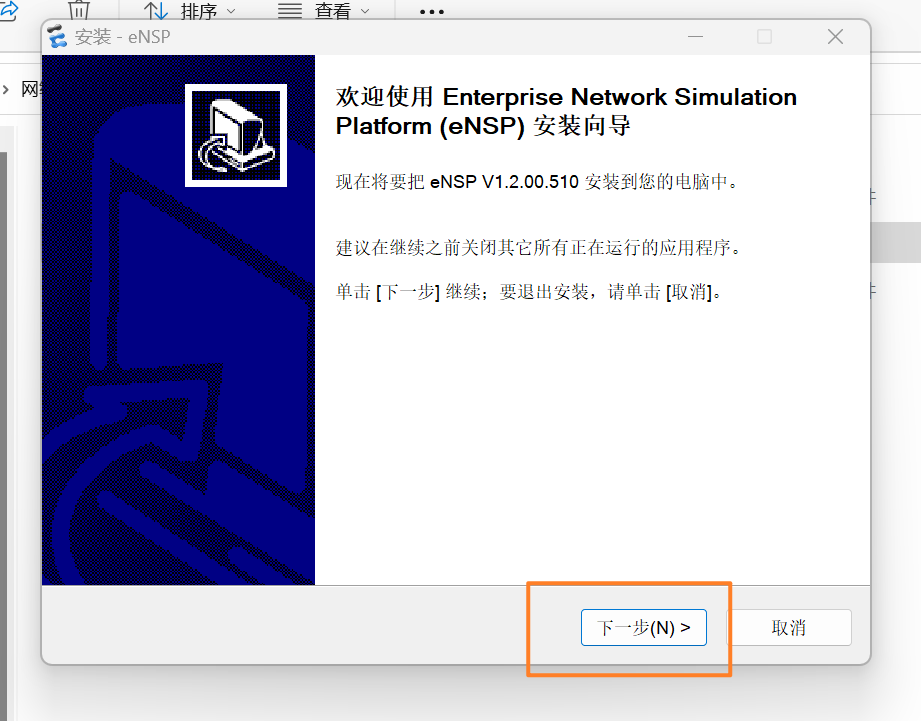 排序 查看 •••
安装 - eNSP
欢迎使用 Enterprise Network Simulation
Platform (eNSP) 安装向导
现在将要把 eNSP V1.2.00.510 安装到您的电脑中。
建议在继续之前关闭其它所有正在运行的应用程序。
单击 [下一步] 继续；要退出安装，请单击 [取消]。
下一步(N) >
取消